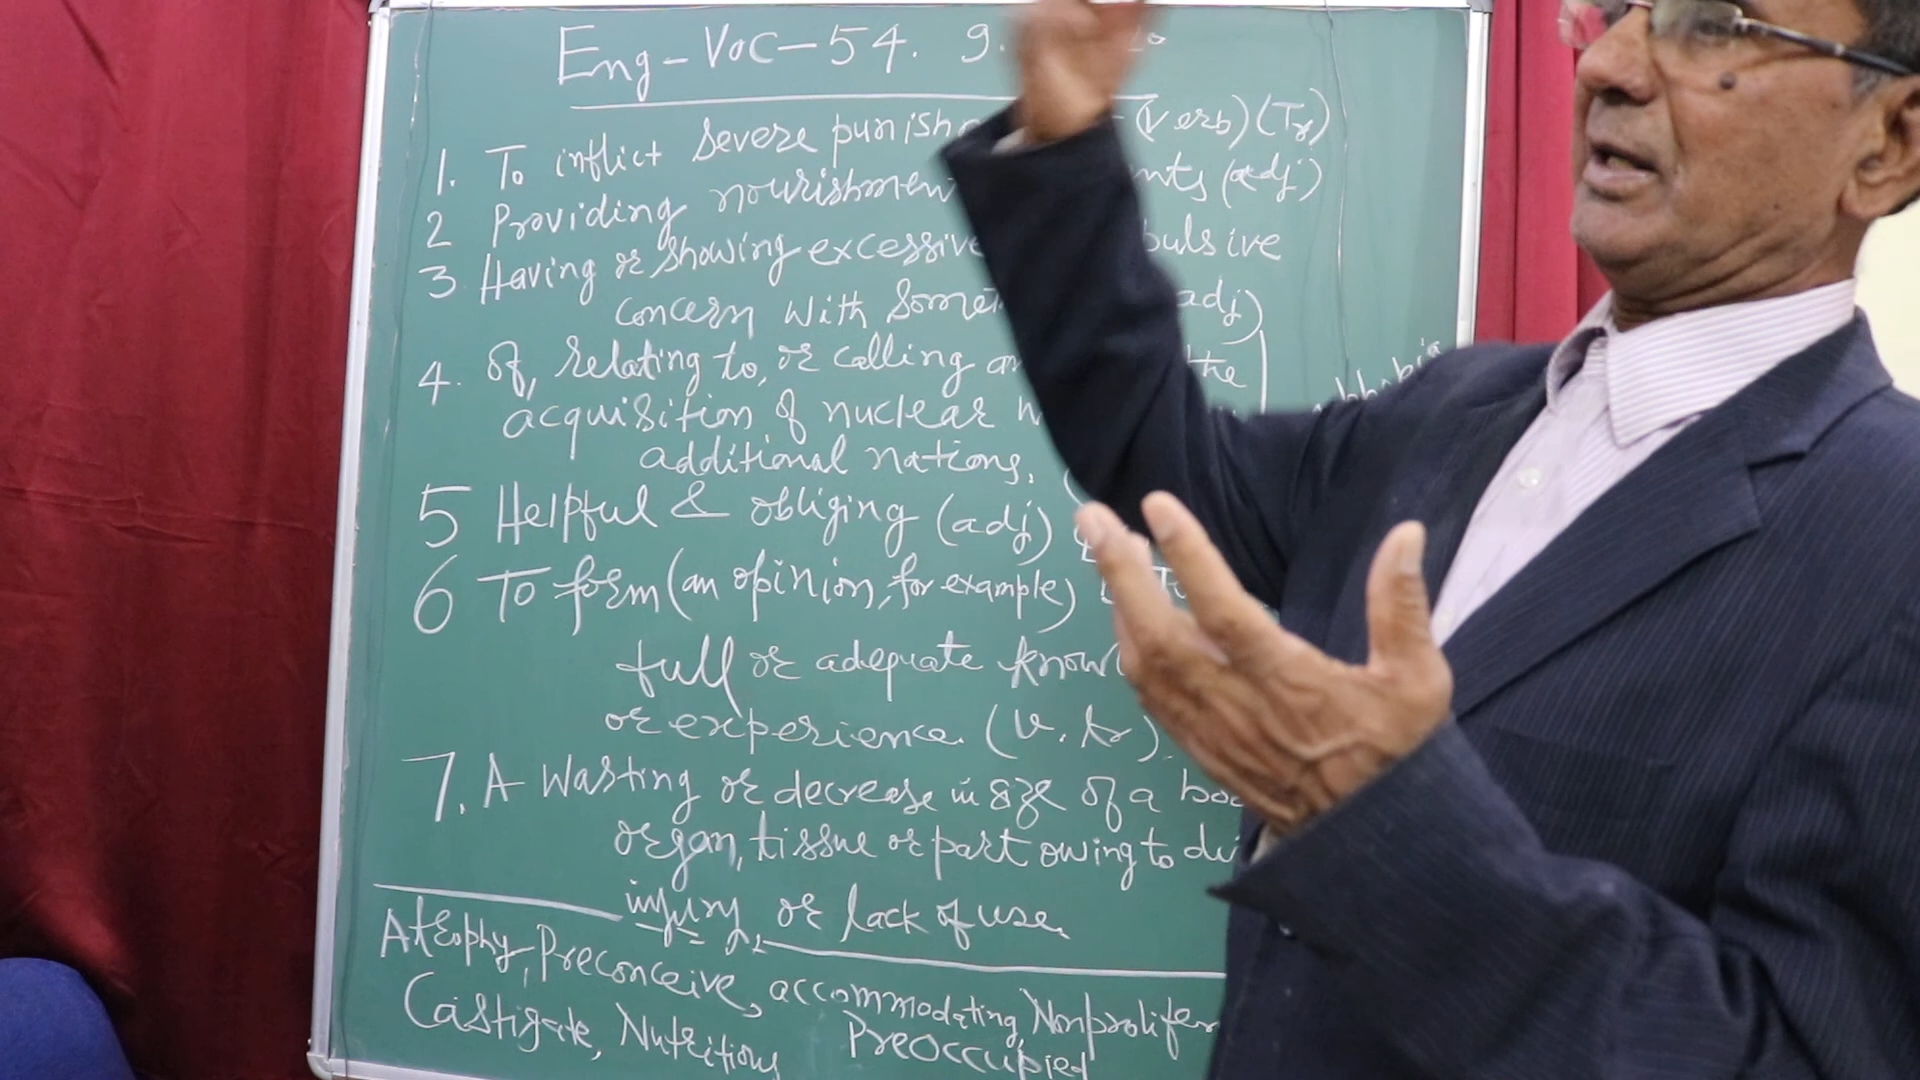 Eng-Voc-54. 9.
1. To inflict severe punish (verb) (Tr)
2 Providing nourishmen nts (adj)
3 Having or showing excessive pulsive
concern with somet adj)
4. Of, relating to, or calling an the
acquisition of nuclear w
additional nations.
5 Helpful & obliging (adj)
6 To form (an opinion, for example)
full or adequate know
or experience. (v. tr)
7. A wasting or decrease in size of a bod
organ, tissue or part owing to di
injury, or lack of use.
Atrophy, Preconceive, accommodating, Nonprolifer
Castigate, Nutritious Preoccupied